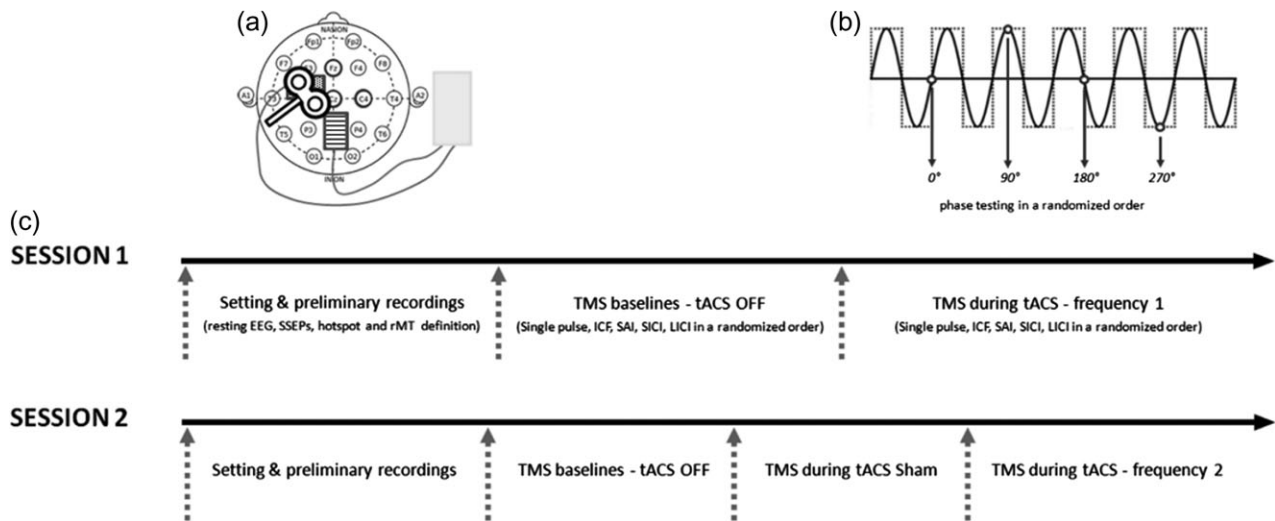 (a)
NASION
Fp1 Fp2
F7 F3 Fz F4 F8
A1 T3 C4 T4 A2
T5 P3 P4 T6
O1 O2
INION
(b)
0° 90° 180° 270°
phase testing in a randomized order
(c)
SESSION 1
Setting & preliminary recordings
(resting EEG, SSEPs, hotspot and rMT definition)
TMS baselines - tACS OFF
(Single pulse, ICF, SAI, SICI, LICI in a randomized order)
TMS during tACS - frequency 1
(Single pulse, ICF, SAI, SICI, LICI in a randomized order)
SESSION 2
Setting & preliminary recordings
TMS baselines - tACS OFF
TMS during tACS Sham
TMS during tACS - frequency 2